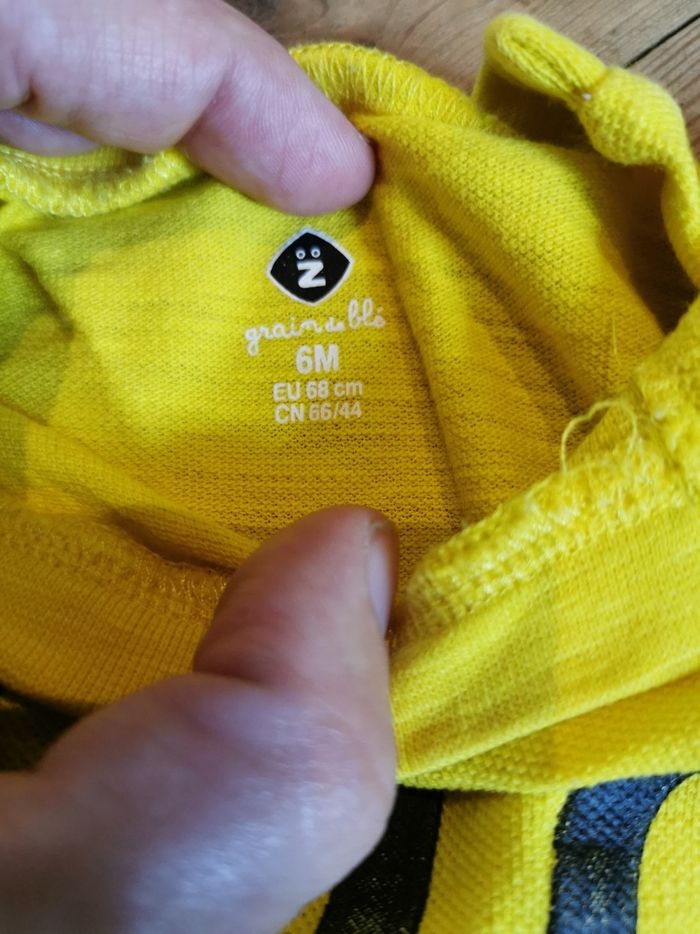 Z
grain de blé
6M
EU 68 cm
CN 66/44